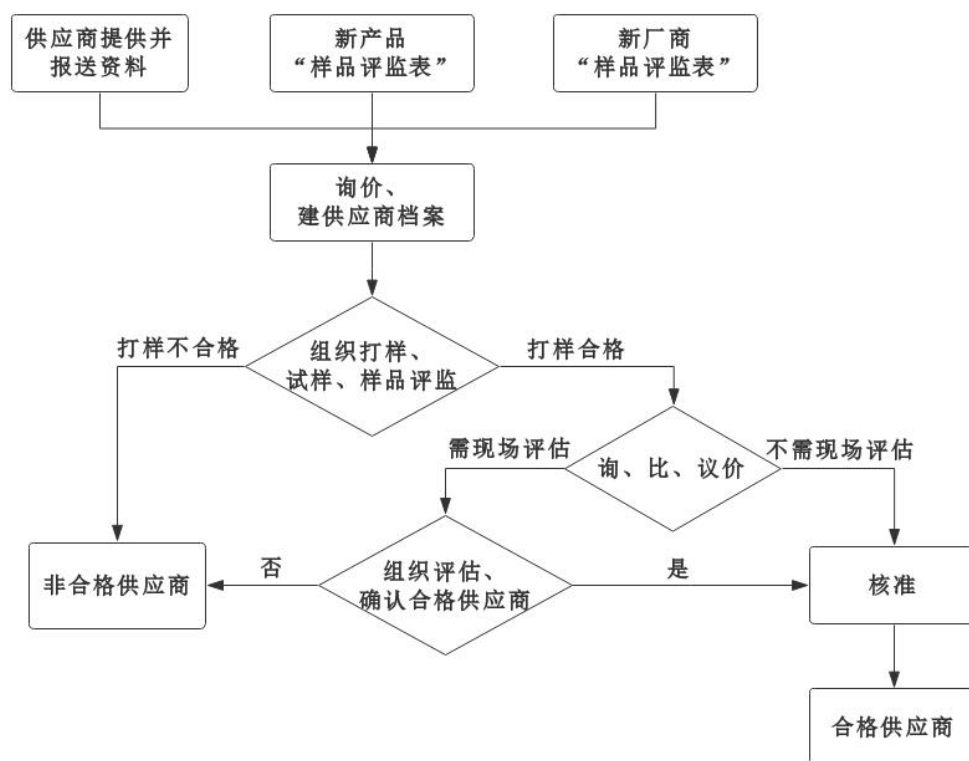 供应商提供并
报送资料
新产品
“样品评监表”
新厂商
“样品评监表”
询价、
建供应商档案
打样不合格
组织打样、
试样、样品评监
打样合格
需现场评估
询、比、议价
不需现场评估
非合格供应商
否
组织评估、
确认合格供应商
是
核准
合格供应商